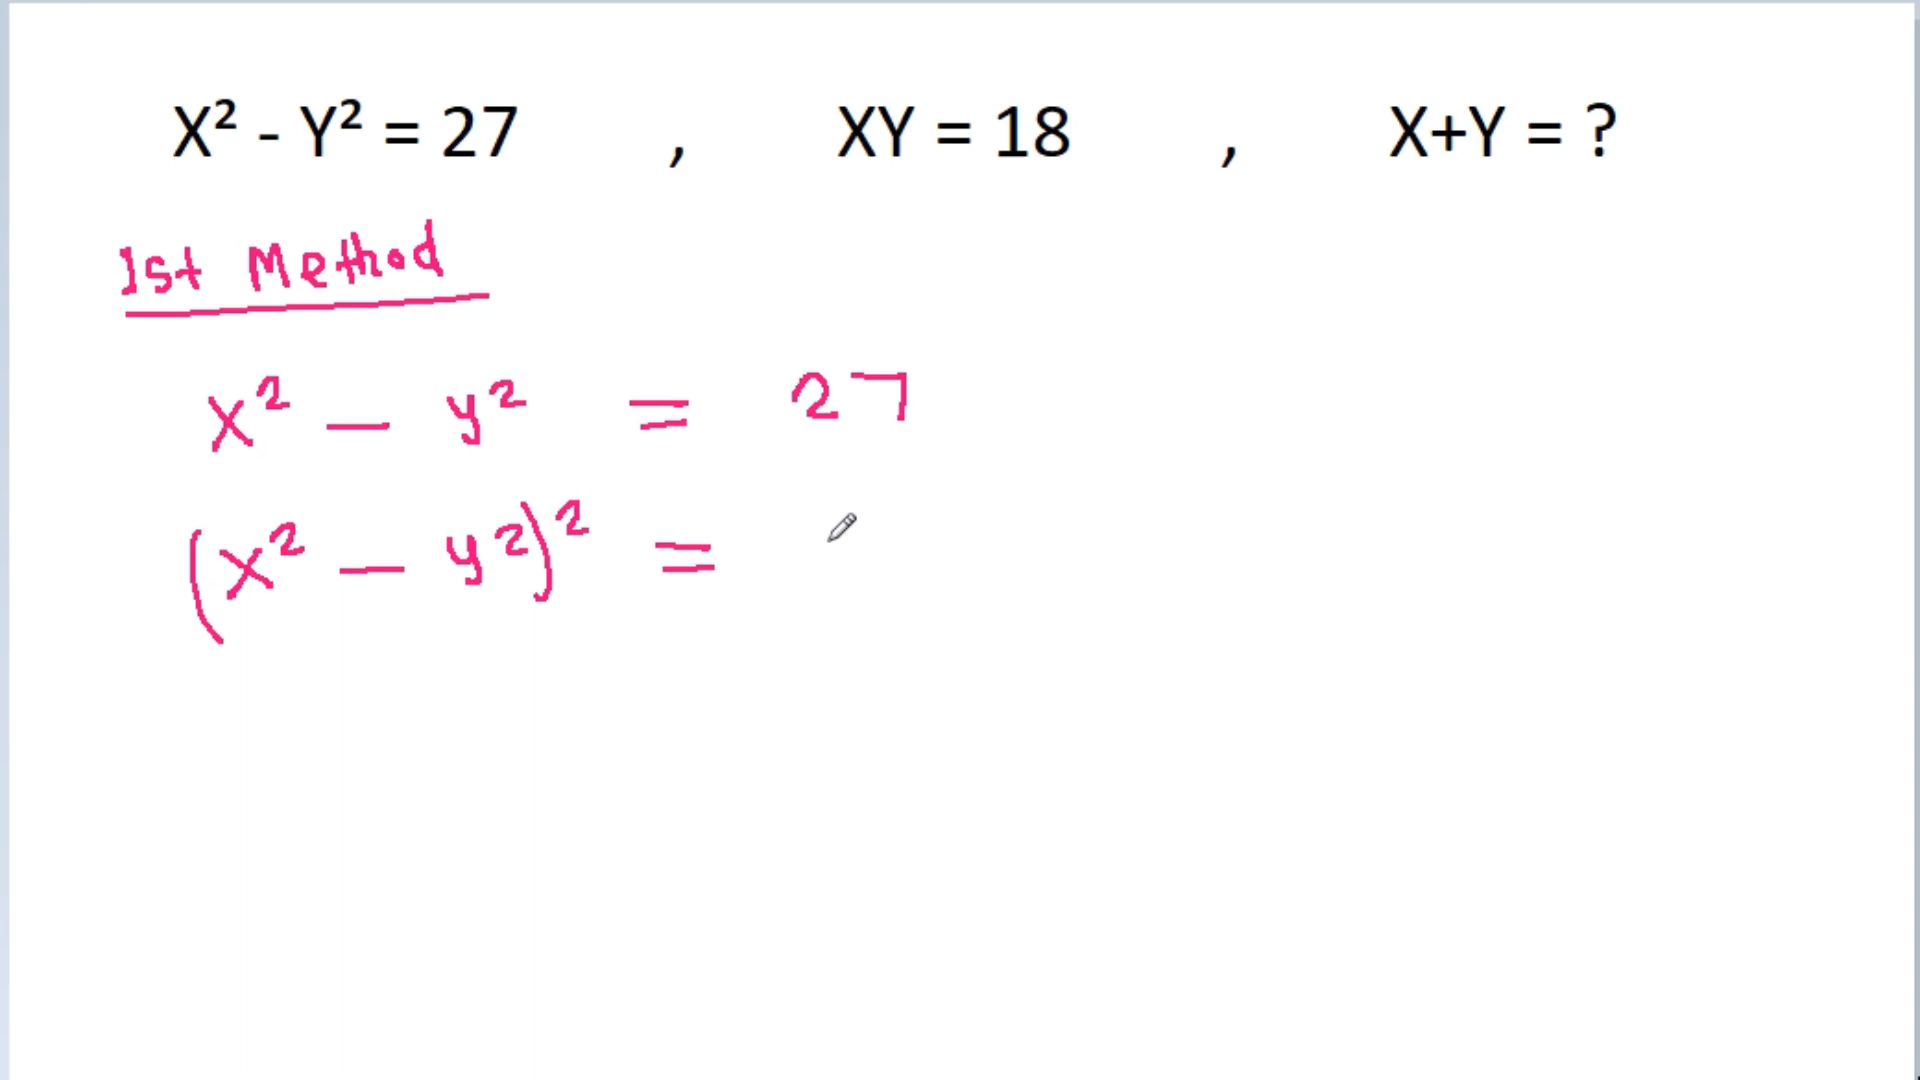 X² - Y² = 27 , XY = 18 , X+Y = ?
1st Method
x² − y² = 27
(x² − y²)² =